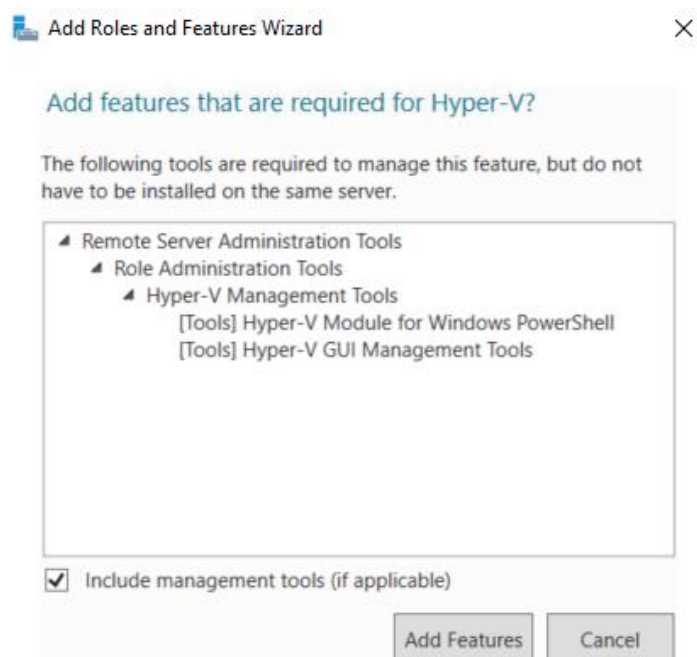 Add Roles and Features Wizard
Add features that are required for Hyper-V?
The following tools are required to manage this feature, but do not
have to be installed on the same server.
Remote Server Administration Tools
Role Administration Tools
Hyper-V Management Tools
[Tools] Hyper-V Module for Windows PowerShell
[Tools] Hyper-V GUI Management Tools
Include management tools (if applicable)
Add Features
Cancel